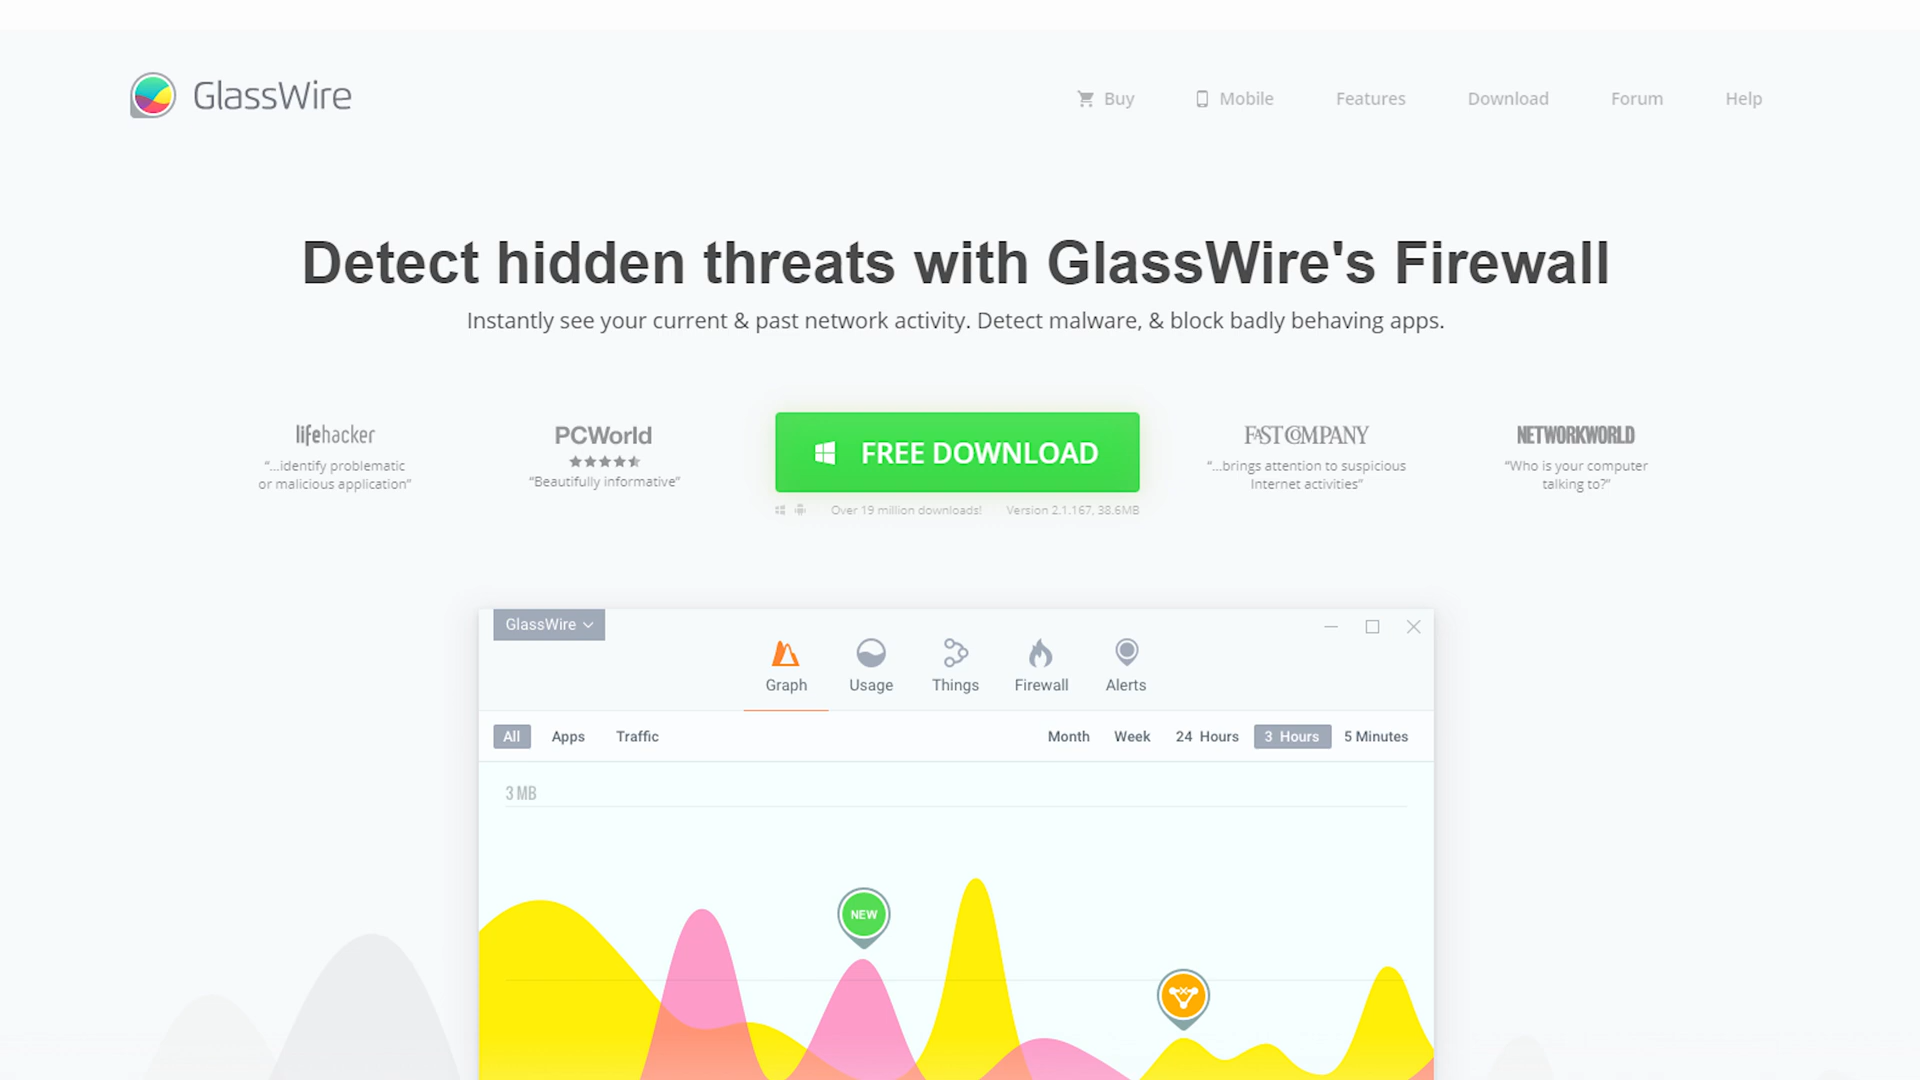 GlassWire
Buy
Mobile
Features
Download
Forum
Help
Detect hidden threats with GlassWire's Firewall
Instantly see your current & past network activity. Detect malware, & block badly behaving apps.
lifehacker
“...identify problematic
or malicious application”
PCWorld
“Beautifully informative”
FREE DOWNLOAD
Over 19 million downloads!
Version 2.1.167, 38.6MB
FAST COMPANY
“...brings attention to suspicious
Internet activities”
NETWORKWORLD
“Who is your computer
talking to?”
GlassWire
Graph
Usage
Things
Firewall
Alerts
All
Apps
Traffic
Month
Week
24 Hours
3 Hours
5 Minutes
3 MB
NEW